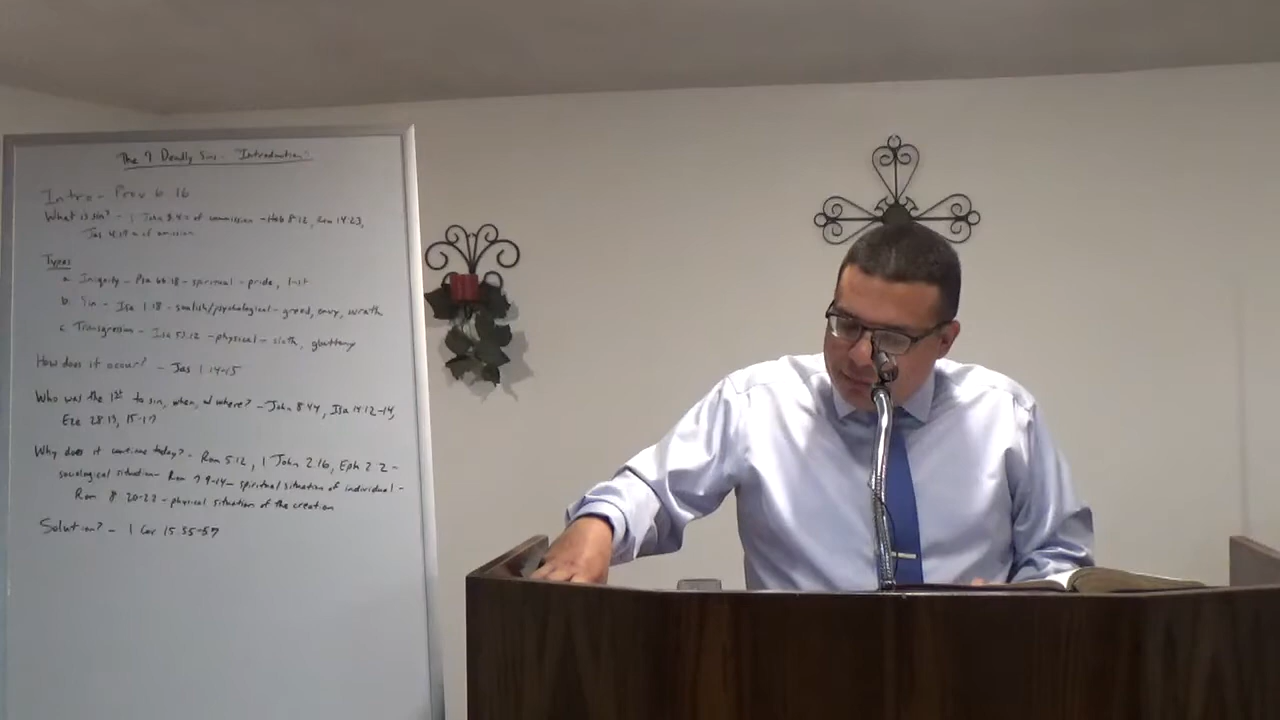 The 7 Deadly Sins - "Introduction"
Intro - Prov 6:16
What is sin? - 1 John 3:4 = of commission - Heb 8:12, Rom 14:23,
Jas 4:17 = of omission
Types
a. Iniquity - Psa 66:18 - spiritual - pride, lust
b. Sin - Isa 1:18 - soulish/psychological - greed, envy, wrath
c. Transgression - Isa 53:12 - physical - sloth, gluttony
How does it occur? - Jas 1:14-15
Who was the 1st to sin, when, and where? - John 8:44, Isa 14:12-14,
Eze 28:13, 15-17
Why does it continue today? - Rom 5:12, 1 John 2:16, Eph 2:2 -
sociological situation - Rom 7:9-14 - spiritual situation of individual -
Rom 8:20-22 - physical situation of the creation
Solution? - 1 Cor 15:55-57